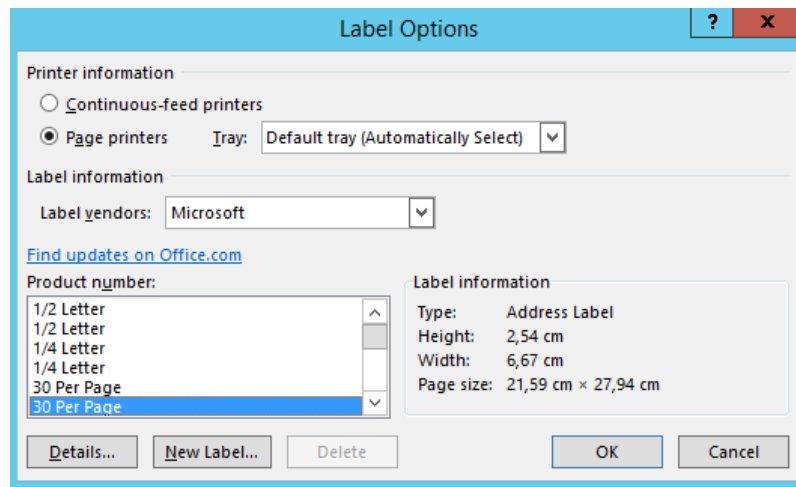 Label Options
? x
Printer information
Continuous-feed printers
Page printers Tray: Default tray (Automatically Select)
Label information
Label vendors: Microsoft
Find updates on Office.com
Product number:
1/2 Letter
1/2 Letter
1/4 Letter
1/4 Letter
30 Per Page
30 Per Page
Label information
Type: Address Label
Height: 2,54 cm
Width: 6,67 cm
Page size: 21,59 cm × 27,94 cm
Details... New Label... Delete OK Cancel